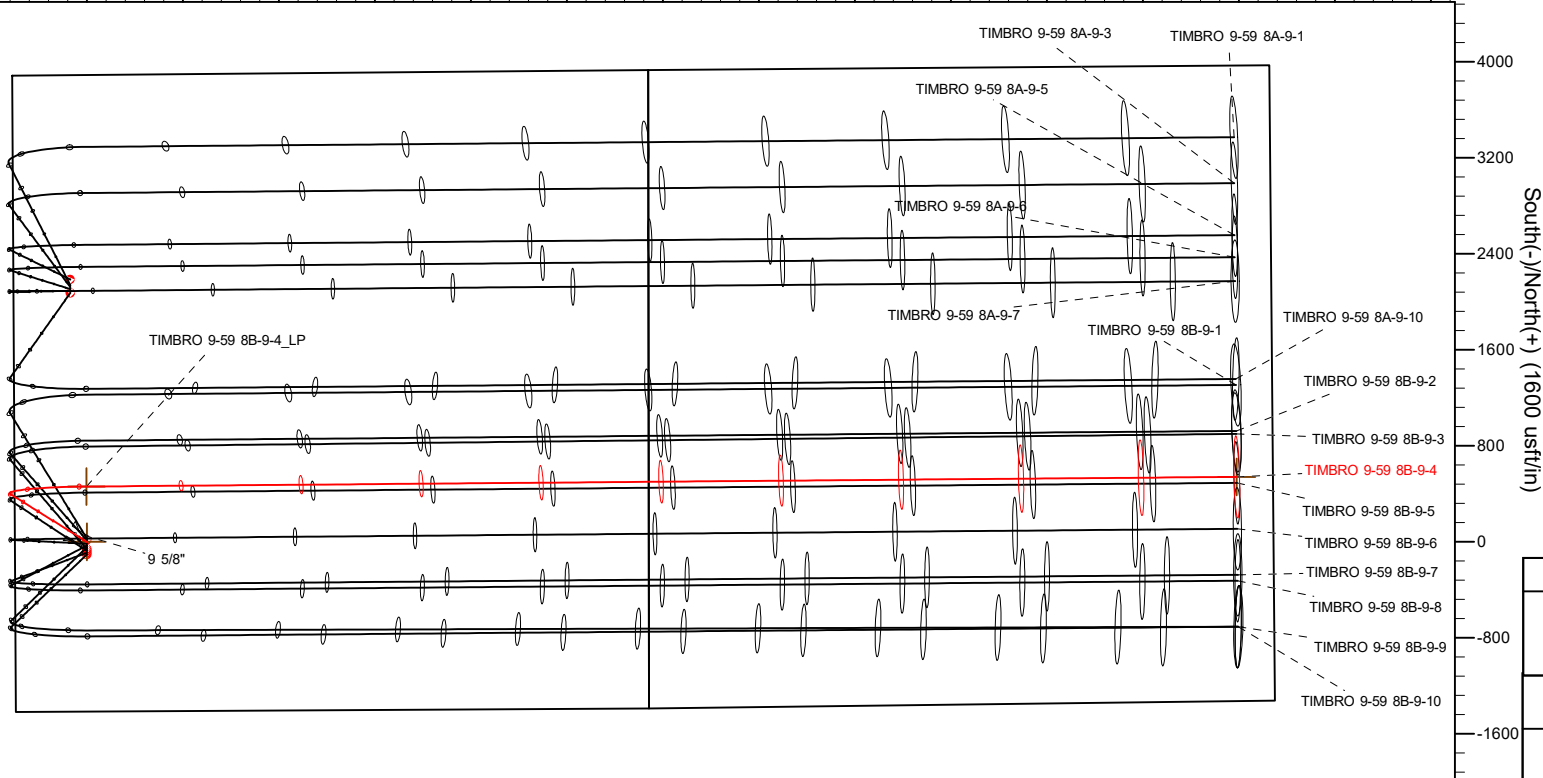 TIMBRO 9-59 8A-9-3
TIMBRO 9-59 8A-9-1
4000
TIMBRO 9-59 8A-9-5
3200
TIMBRO 9-59 8A-9-6
2400
TIMBRO 9-59 8A-9-7
TIMBRO 9-59 8A-9-10
TIMBRO 9-59 8B-9-1
TIMBRO 9-59 8B-9-4_LP
1600
TIMBRO 9-59 8B-9-2
TIMBRO 9-59 8B-9-3
800
TIMBRO 9-59 8B-9-4
TIMBRO 9-59 8B-9-5
TIMBRO 9-59 8B-9-6
0
9 5/8"
TIMBRO 9-59 8B-9-7
TIMBRO 9-59 8B-9-8
-800
TIMBRO 9-59 8B-9-9
TIMBRO 9-59 8B-9-10
-1600
South(-)/North(+) (1600 usft/in)